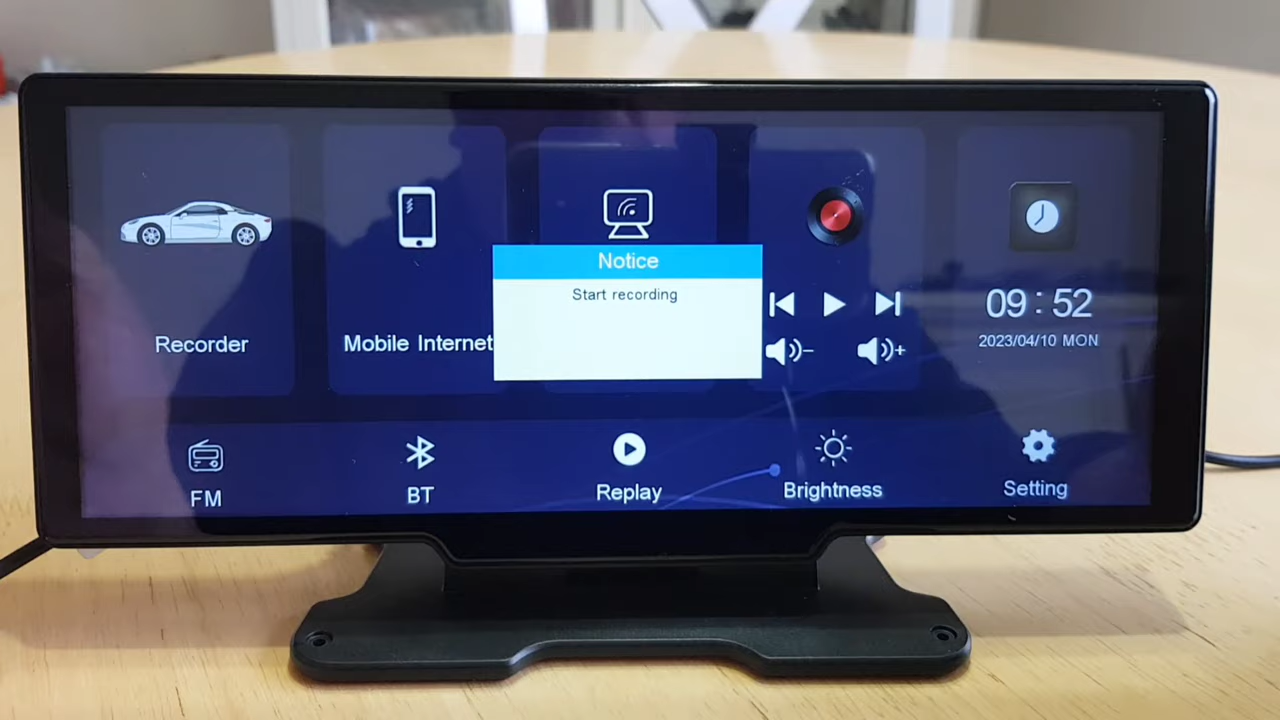 Notice
Start recording
Recorder
Mobile Internet
09:52
2023/04/10 MON
FM
BT
Replay
Brightness
Setting